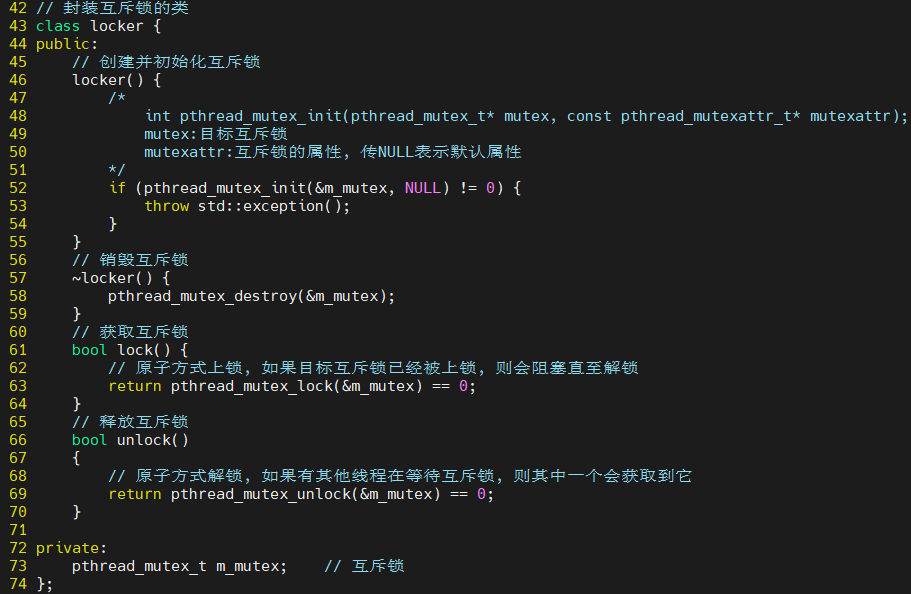 42 // 封装互斥锁的类
43 class locker {
44 public:
45     // 创建并初始化互斥锁
46     locker() {
47         /*
48             int pthread_mutex_init(pthread_mutex_t* mutex, const pthread_mutexattr_t* mutexattr);
49             mutex:目标互斥锁
50             mutexattr:互斥锁的属性，传NULL表示默认属性
51         */
52         if (pthread_mutex_init(&m_mutex, NULL) != 0) {
53             throw std::exception();
54         }
55     }
56     // 销毁互斥锁
57     ~locker() {
58         pthread_mutex_destroy(&m_mutex);
59     }
60     // 获取互斥锁
61     bool lock() {
62         // 原子方式上锁，如果目标互斥锁已经被上锁，则会阻塞直至解锁
63         return pthread_mutex_lock(&m_mutex) == 0;
64     }
65     // 释放互斥锁
66     bool unlock()
67     {
68         // 原子方式解锁，如果有其他线程在等待互斥锁，则其中一个会获取到它
69         return pthread_mutex_unlock(&m_mutex) == 0;
70     }
71
72 private:
73     pthread_mutex_t m_mutex;    // 互斥锁
74 };